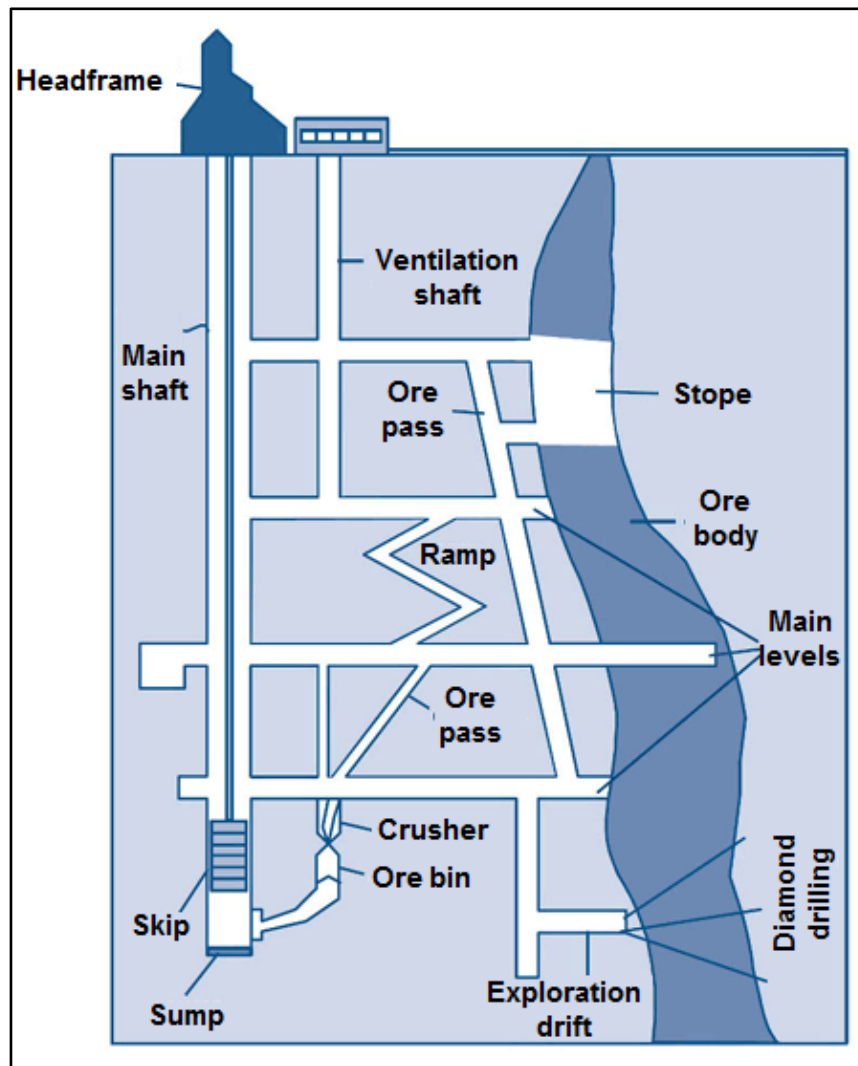 Headframe
Ventilation
shaft
Main
shaft
Ore
pass
Stope
Ore
body
Ramp
Main
levels
Ore
pass
Crusher
Ore bin
Skip
Sump
Exploration
drift
Diamond
drilling